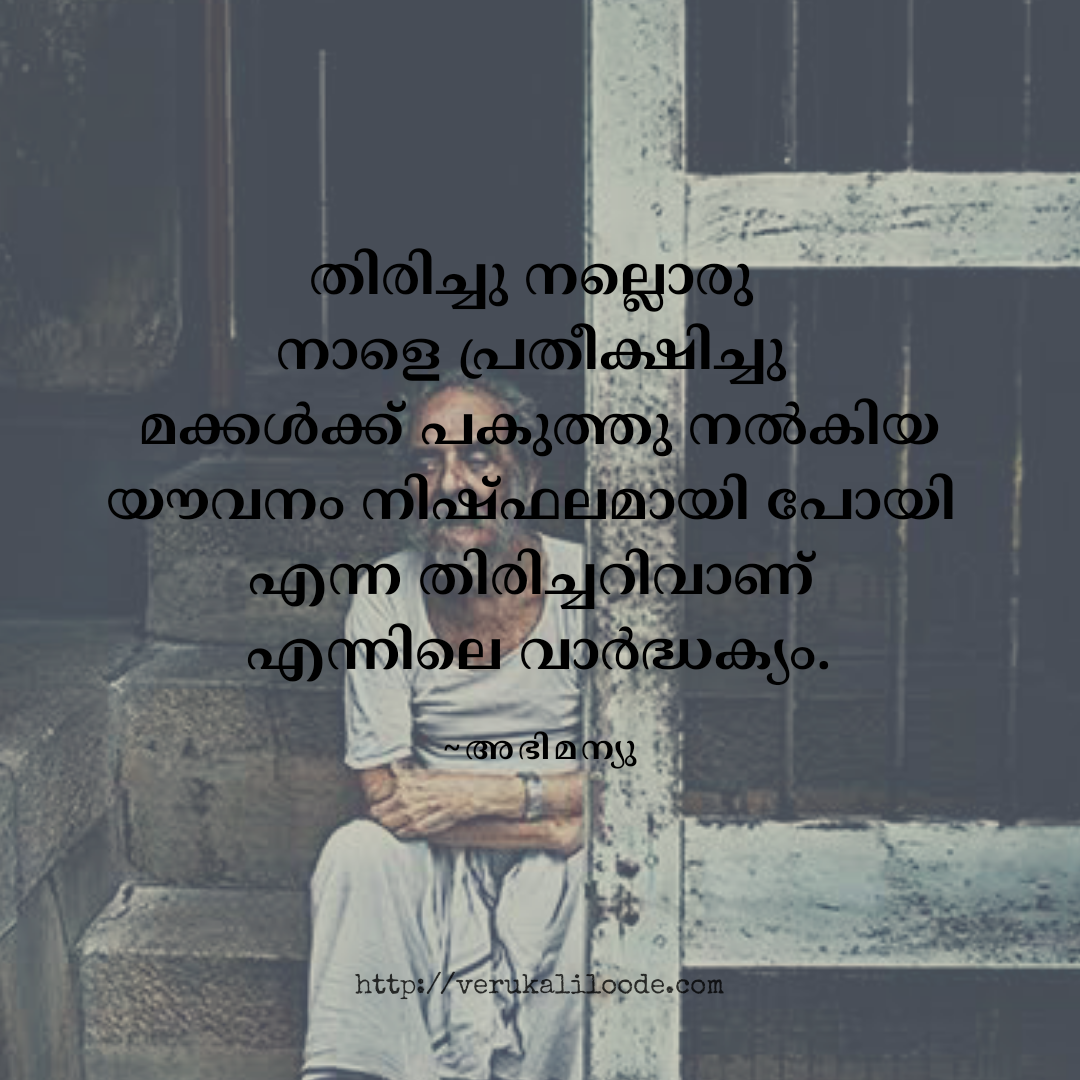 തിരിച്ചു നല്ലൊരു
നാളെ പ്രതീക്ഷിച്ചു
മക്കൾക്ക് പകുത്തു നൽകിയ
യൗവനം നിഷ്ഫലമായി പോയി
എന്ന തിരിച്ചറിവാണ്
എന്നിലെ വാർദ്ധക്യം.
~അഭിമന്യു
http://verukaliloode.com